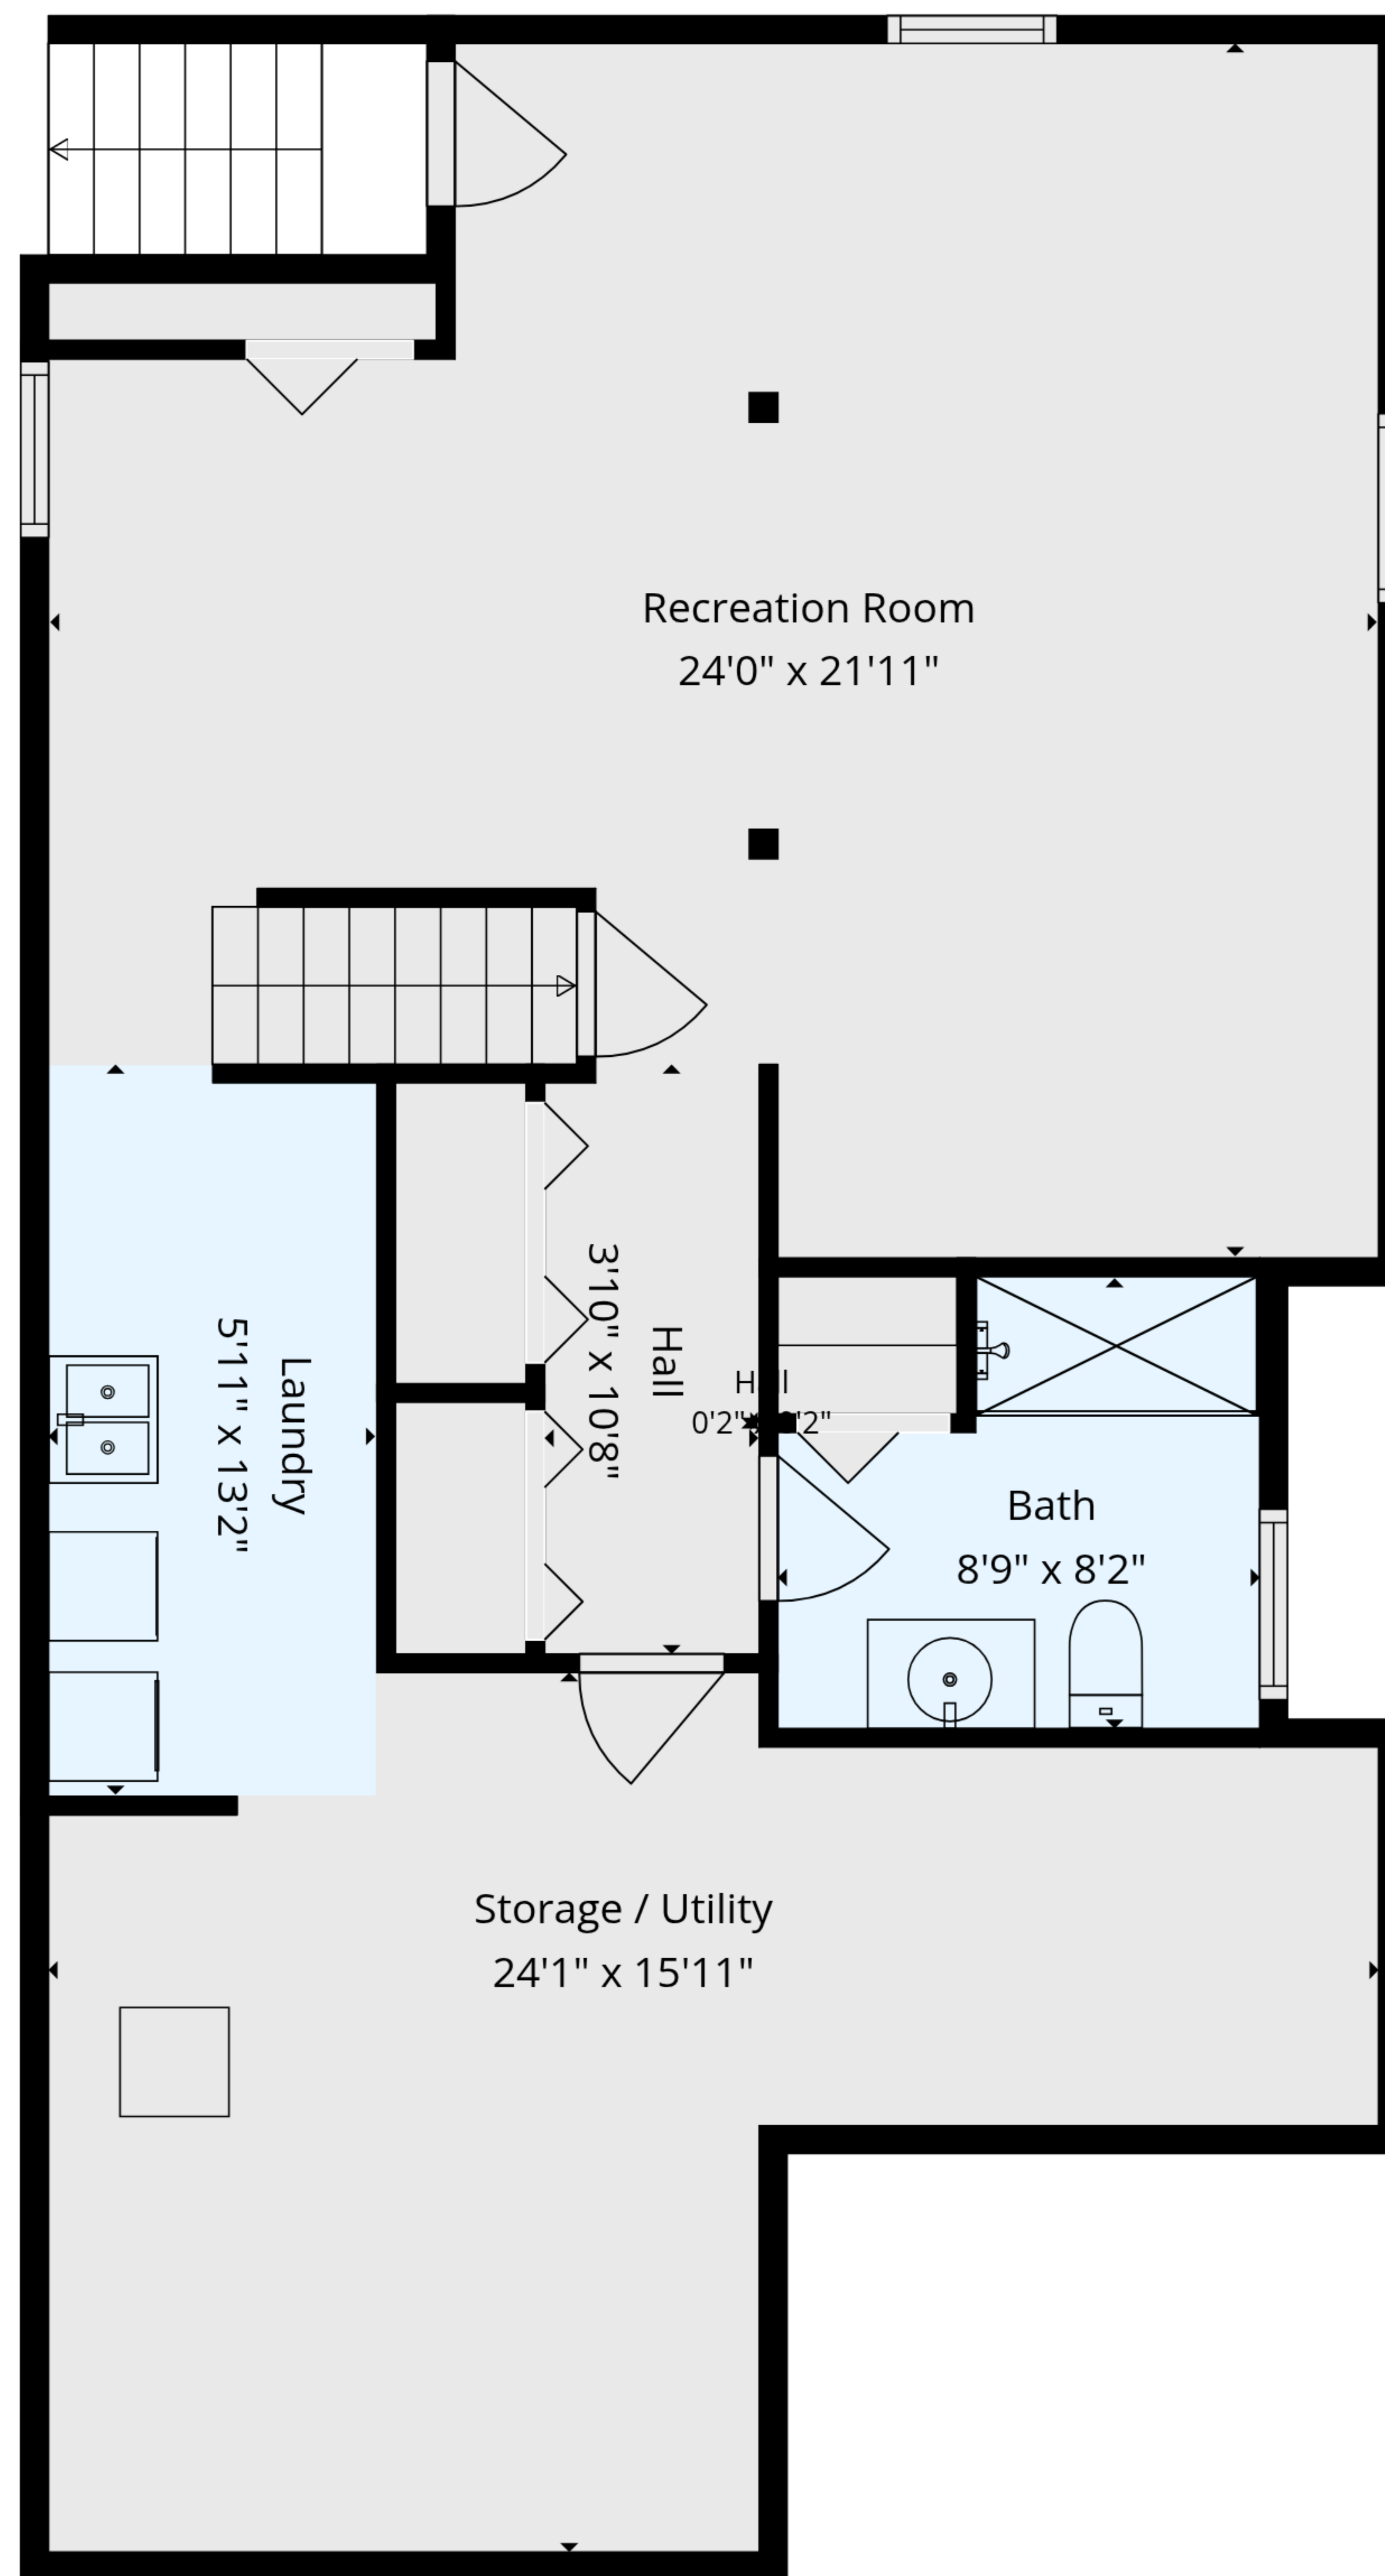 Recreation Room
24'0" x 21'11"
Hall
3'10" x 10'8"
Laundry
5'11" x 13'2"
Bath
8'9" x 8'2"
Storage / Utility
24'1" x 15'11"